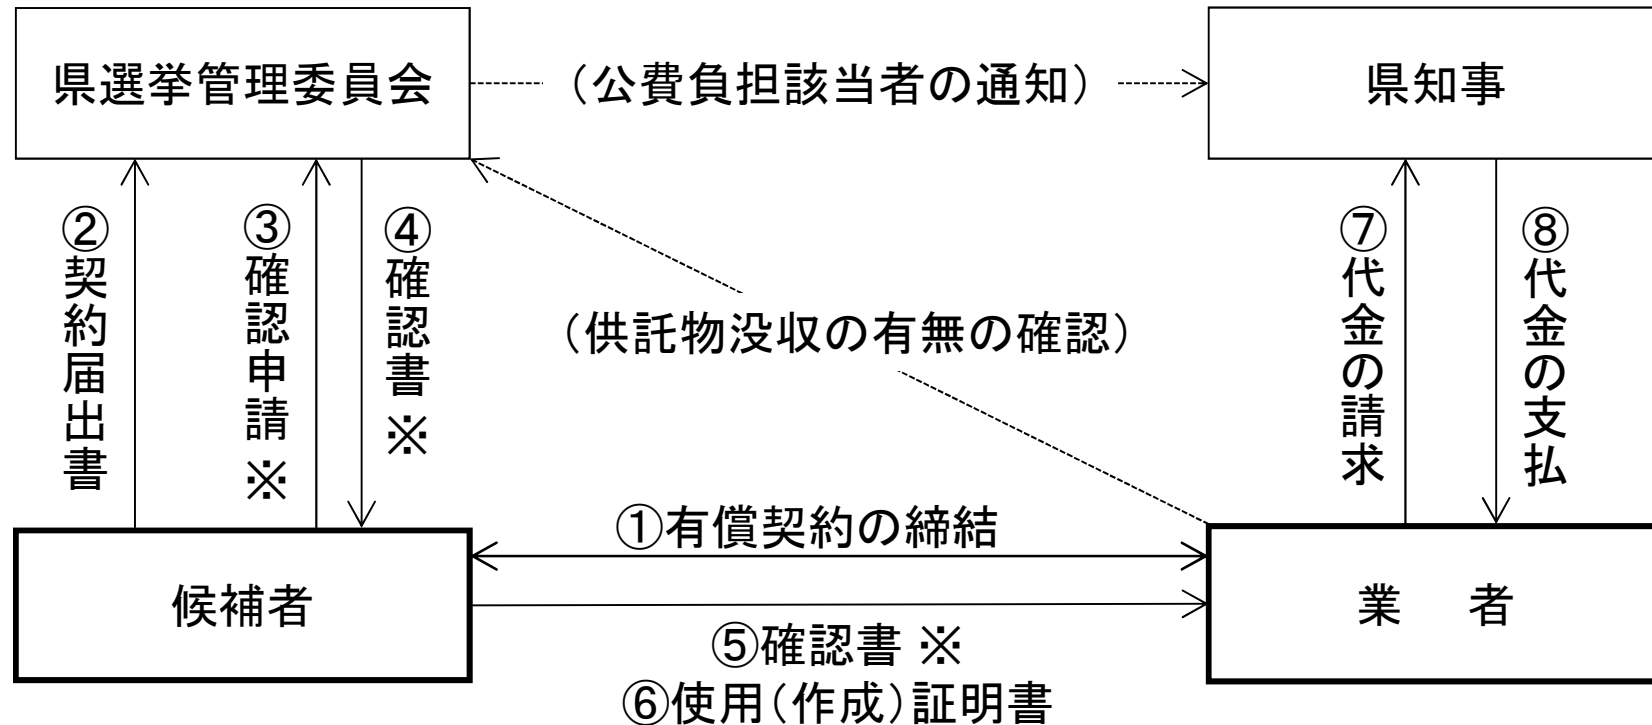 県選挙管理委員会
（公費負担該当者の通知）
県知事
②契約届出書
③確認申請※
④確認書※
（供託物没収の有無の確認）
⑦代金の請求
⑧代金の支払
①有償契約の締結
候補者
業　者
⑤確認書 ※
⑥使用(作成)証明書